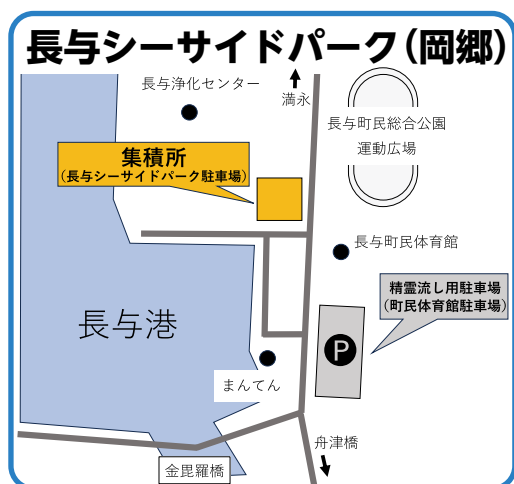 長与シーサイドパーク（岡郷）
長与浄化センター
満永
長与町民総合公園
運動広場
集積所
（長与シーサイドパーク駐車場）
長与町民体育館
精霊流し用駐車場
（町民体育館駐車場）
長与港
P
まんてん
舟津橋
金毘羅橋